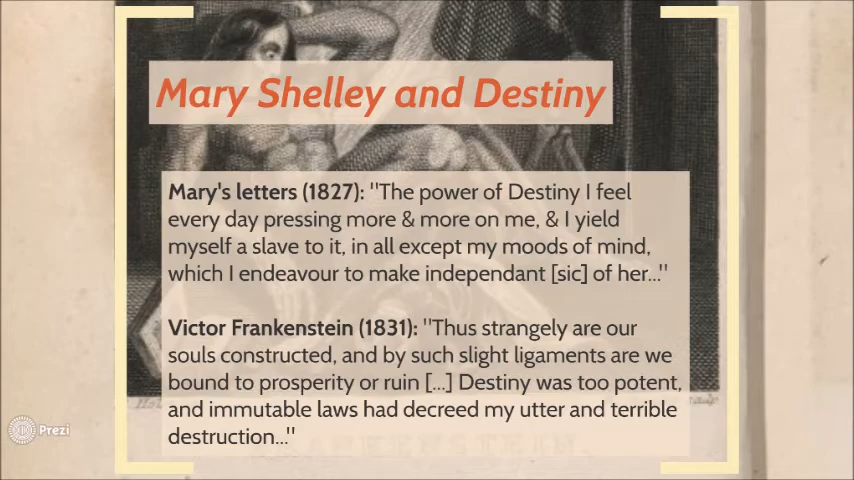 Mary Shelley and Destiny
Mary's letters (1827): "The power of Destiny I feel
every day pressing more & more on me, & I yield
myself a slave to it, in all except my moods of mind,
which I endeavour to make independant [sic] of her..."
Victor Frankenstein (1831): "Thus strangely are our
souls constructed, and by such slight ligaments are we
bound to prosperity or ruin [...] Destiny was too potent,
and immutable laws had decreed my utter and terrible
destruction..."
Prezi